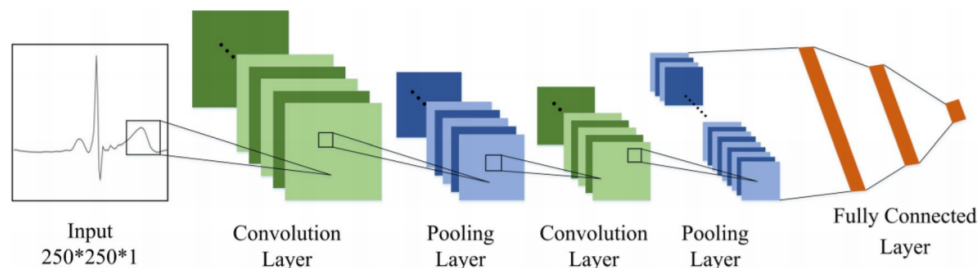 Input
250*250*1
Convolution
Layer
Pooling
Layer
Convolution
Layer
Pooling
Layer
Fully Connected
Layer